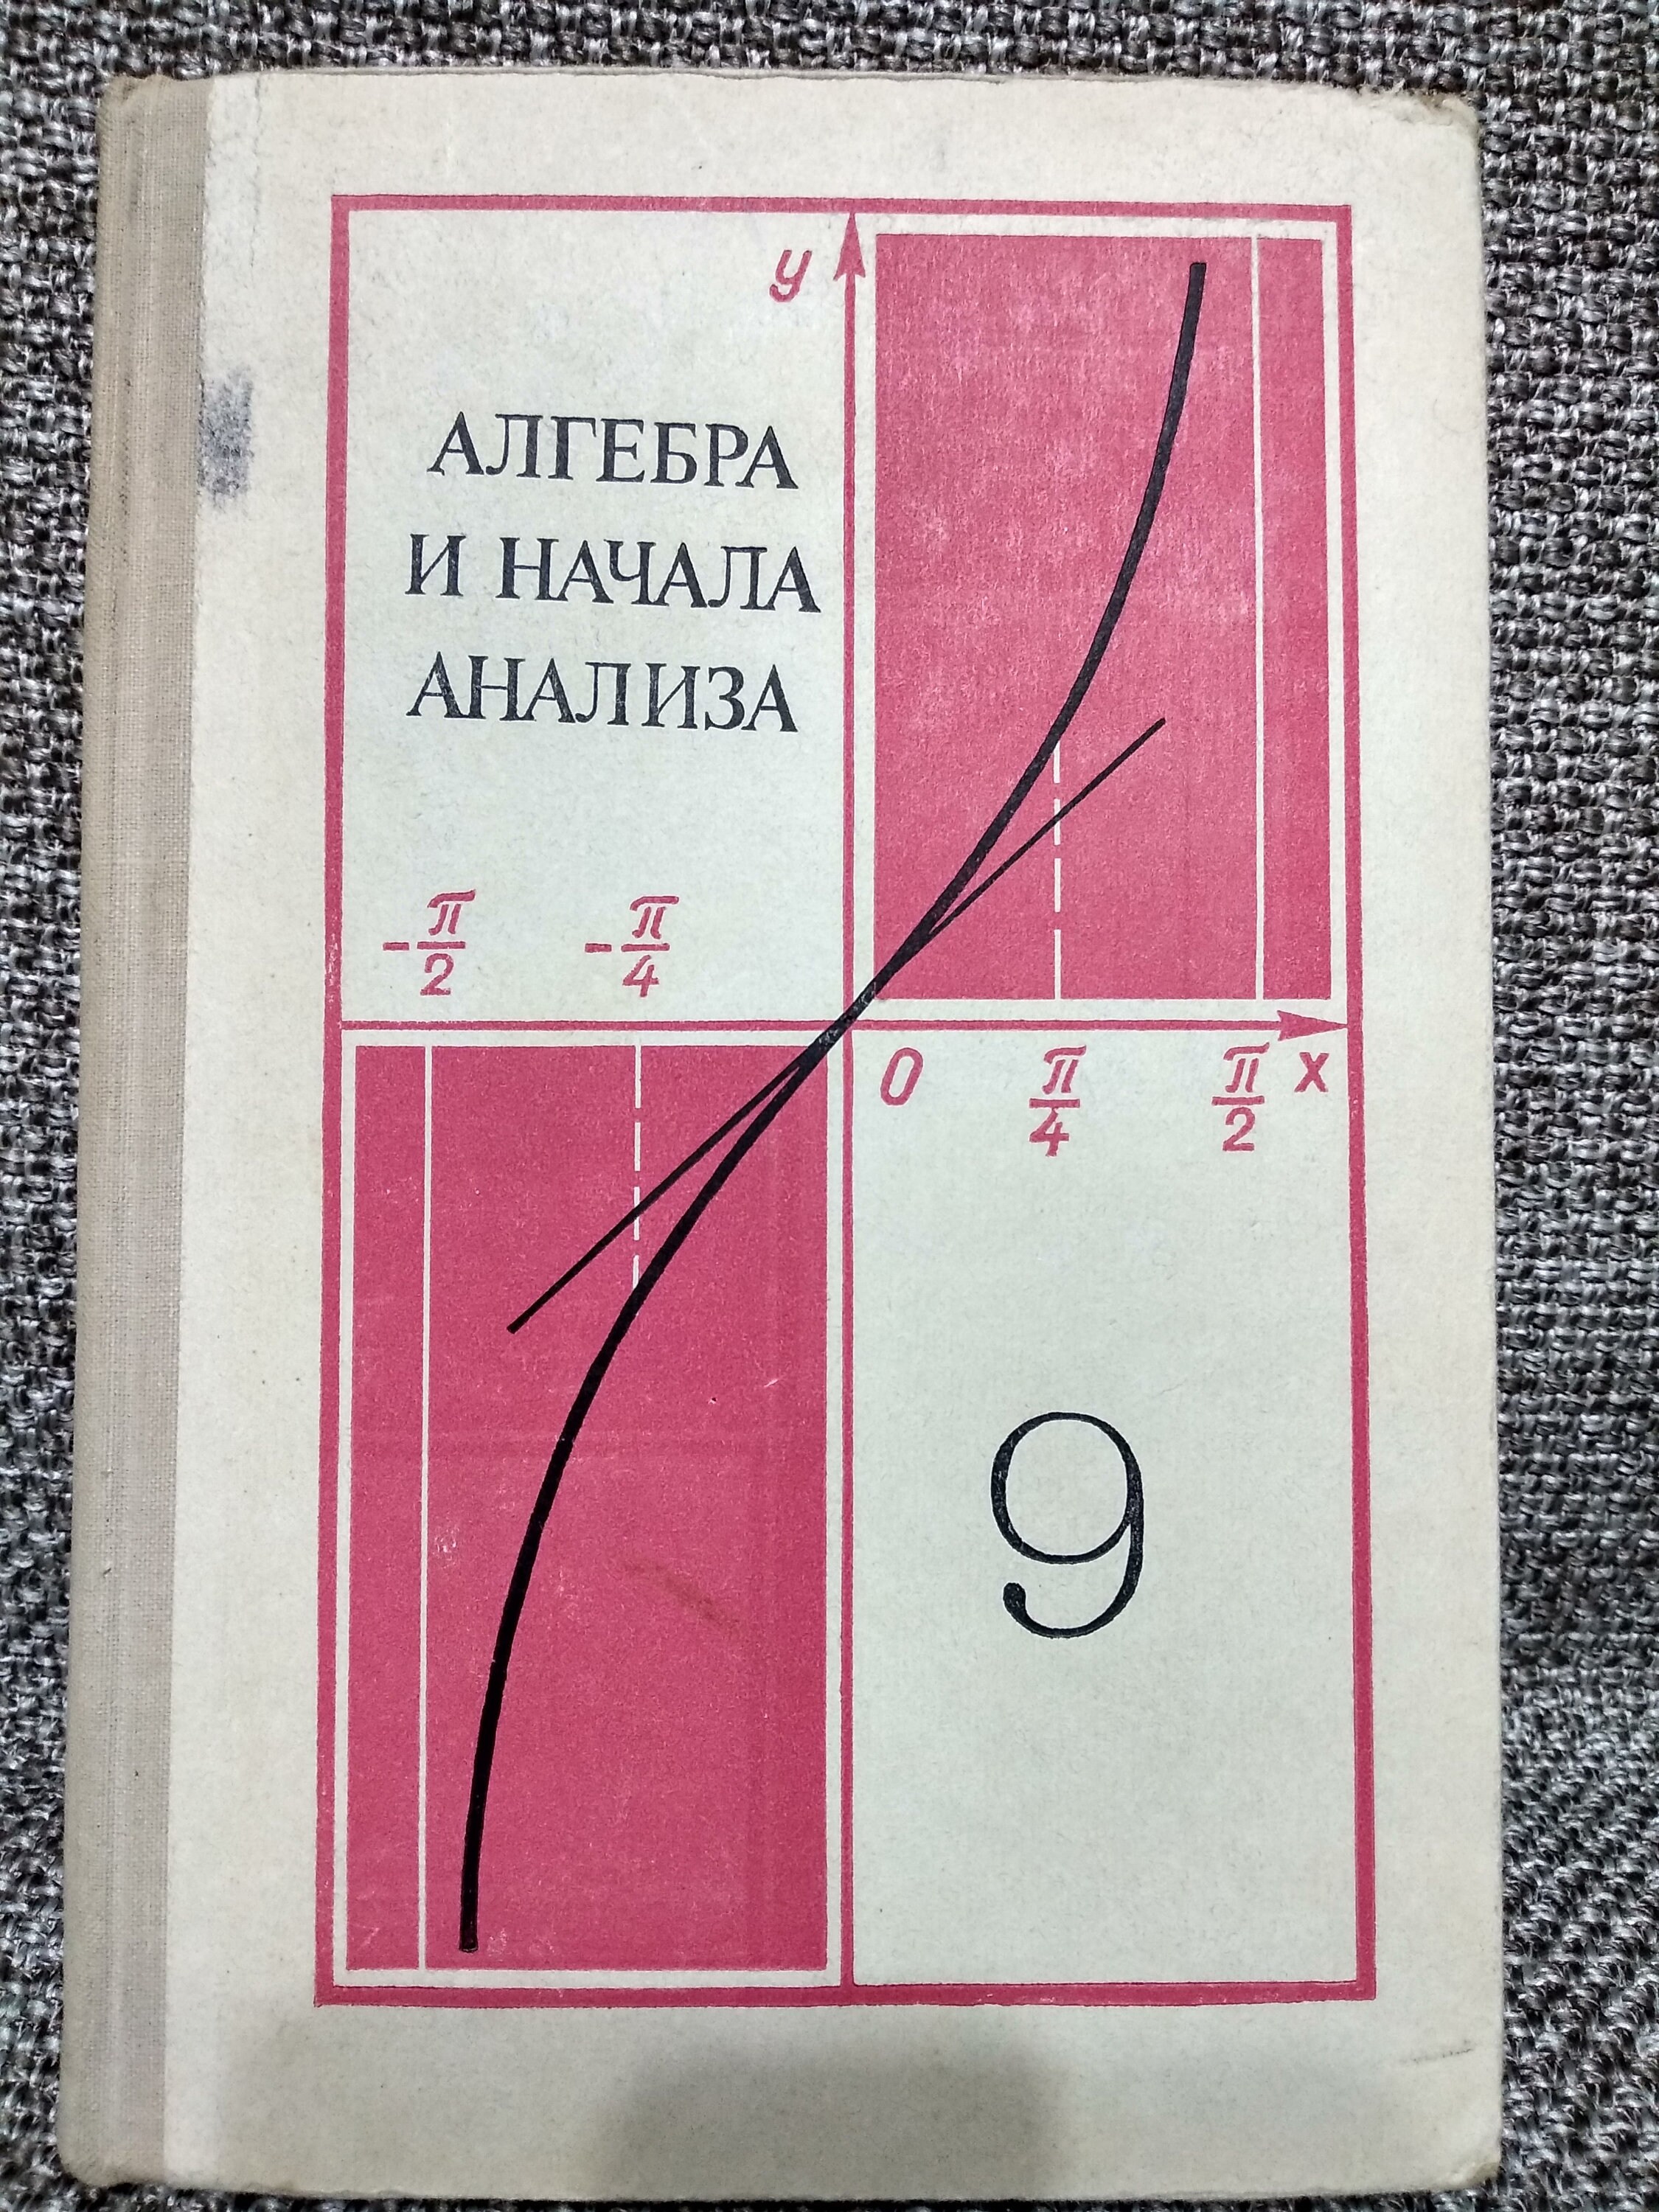 y
АЛГЕБРА
И НАЧАЛА
АНАЛИЗА
-π/2 -π/4
0 π/4 π/2 x
9